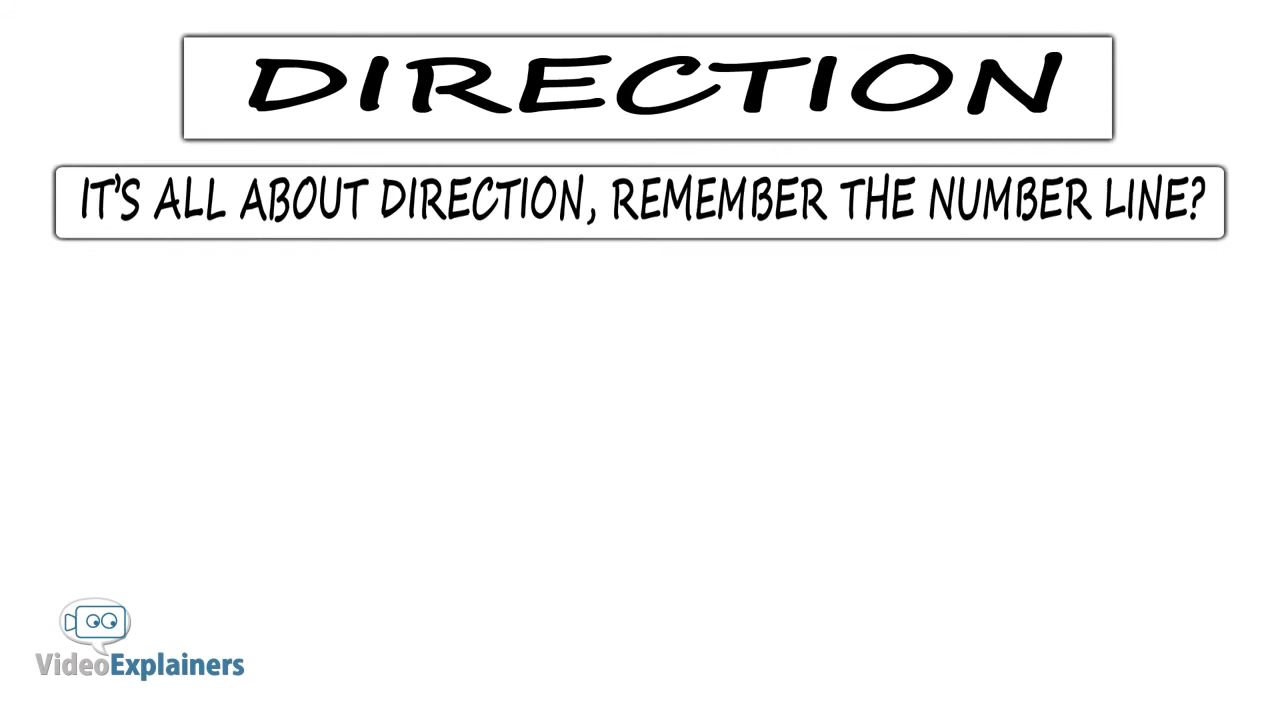 DIRECTION
IT'S ALL ABOUT DIRECTION, REMEMBER THE NUMBER LINE?
VideoExplainers